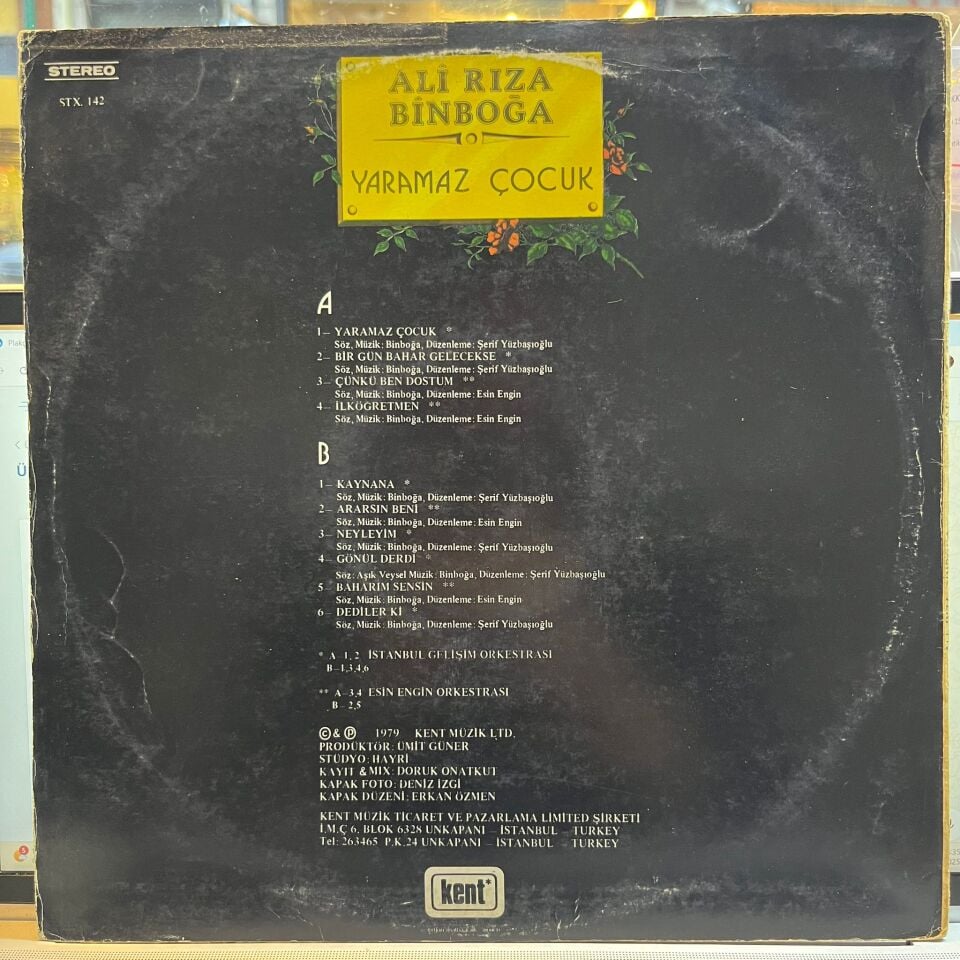 STEREO
STX. 142
ALİ RIZA
BİNBOĞA
YARAMAZ ÇOCUK
A
1– YARAMAZ ÇOCUK *
Söz, Müzik: Binboğa, Düzenleme: Şerif Yüzbaşıoğlu
2– BİR GÜN BAHAR GELECEKSE *
Söz, Müzik: Binboğa, Düzenleme: Şerif Yüzbaşıoğlu
3– ÇÜNKÜ BEN DOSTUM **
Söz, Müzik: Binboğa, Düzenleme: Esin Engin
4– İLKÖĞRETMEN **
Söz, Müzik: Binboğa, Düzenleme: Esin Engin
B
1– KAYNANA *
Söz, Müzik: Binboğa, Düzenleme: Şerif Yüzbaşıoğlu
2– ARARSIN BENİ **
Söz, Müzik: Binboğa, Düzenleme: Esin Engin
3– NEYLEYİM *
Söz, Müzik: Binboğa, Düzenleme: Şerif Yüzbaşıoğlu
4– GÖNÜL DERDİ *
Söz: Aşık Veysel Müzik: Binboğa, Düzenleme: Şerif Yüzbaşıoğlu
5– BAHARIM SENSİN **
Söz, Müzik: Binboğa, Düzenleme: Esin Engin
6– DEDİLER Kİ *
Söz, Müzik: Binboğa, Düzenleme: Şerif Yüzbaşıoğlu
* A –1, 2 İSTANBUL GELİŞİM ORKESTRASI
B –1,3,4,6
** A –3,4 ESİN ENGİN ORKESTRASI
B – 2,5
©& ℗ 1979 KENT MÜZİK LTD.
PRODÜKTÖR: ÜMİT GÜNER
STÜDYO: HAYRİ
KAYIT & MIX: DORUK ONATKUT
KAPAK FOTO: DENİZ İZGİ
KAPAK DÜZENİ: ERKAN ÖZMEN
KENT MÜZİK TİCARET VE PAZARLAMA LİMİTED ŞİRKETİ
İ.M.Ç 6. BLOK 6328 UNKAPANI – İSTANBUL – TURKEY
Tel: 263465 P.K.24 UNKAPANI – İSTANBUL – TURKEY
kent*